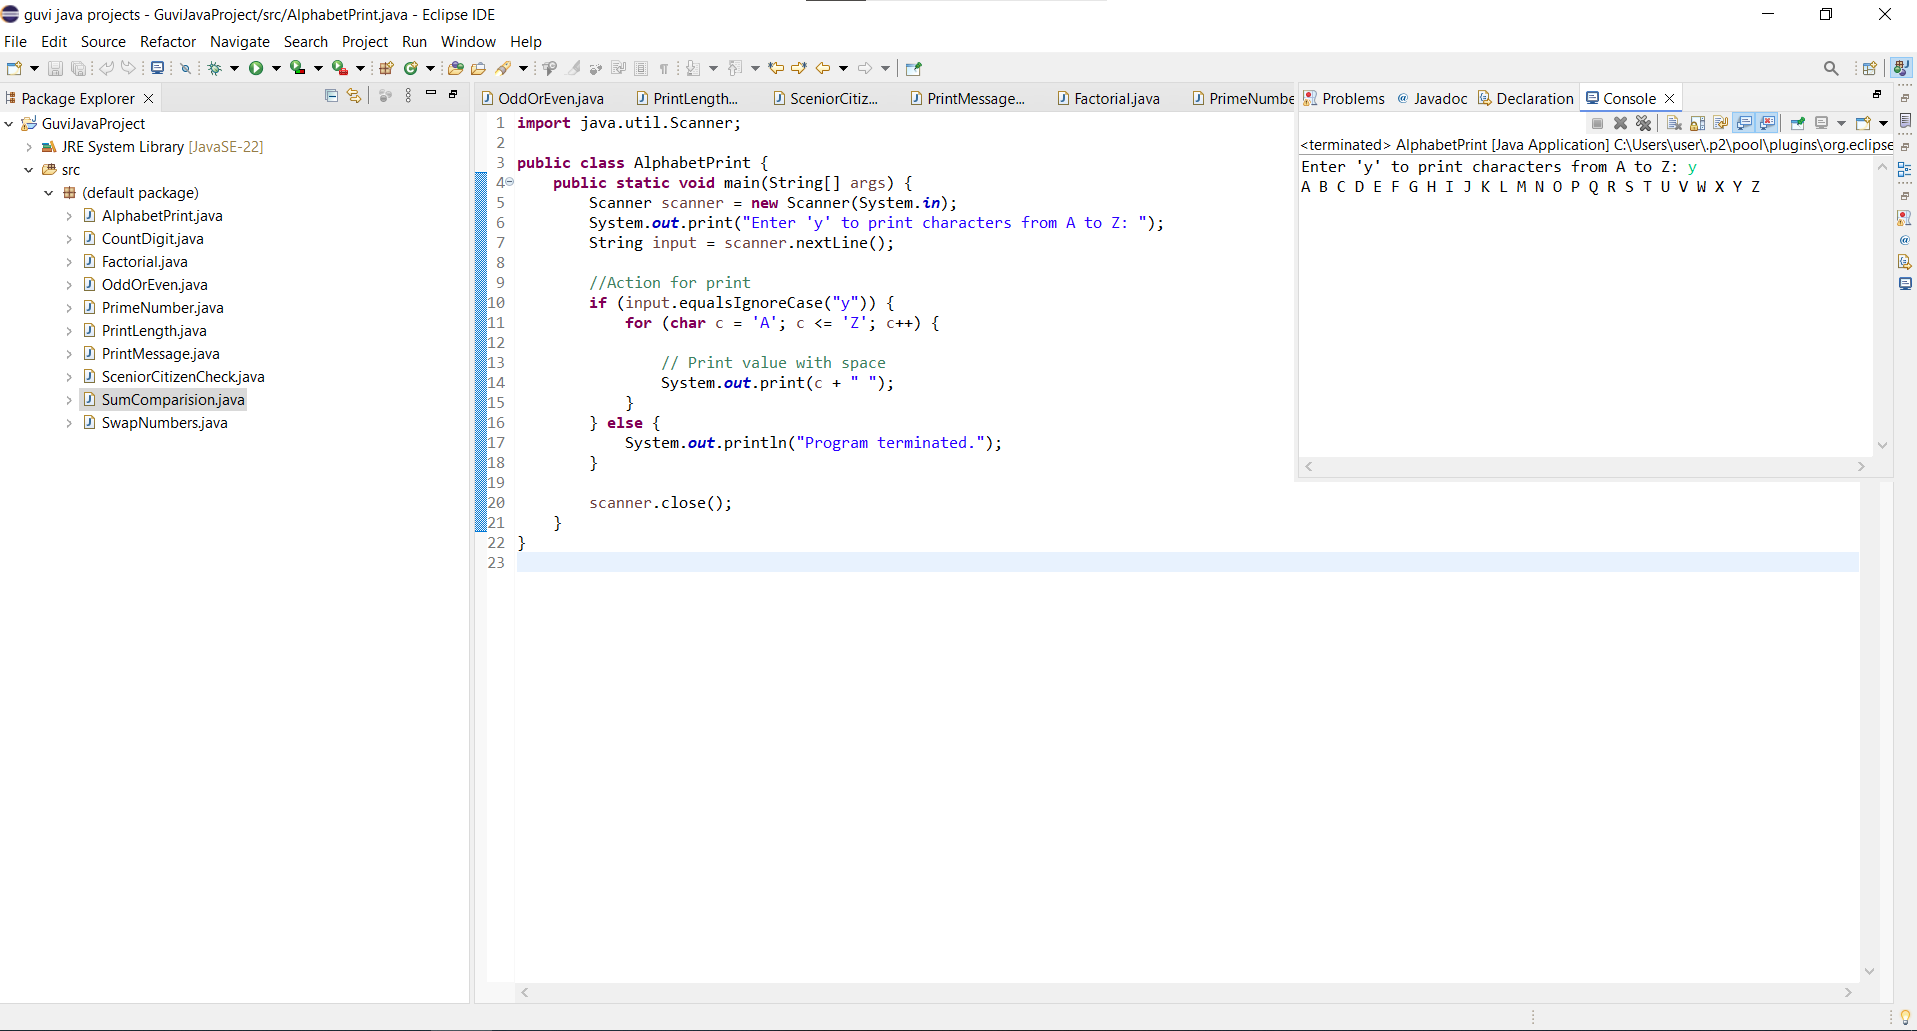 guvi java projects - GuviJavaProject/src/AlphabetPrint.java - Eclipse IDE
File Edit Source Refactor Navigate Search Project Run Window Help
Package Explorer
GuviJavaProject
JRE System Library [JavaSE-22]
src
(default package)
AlphabetPrint.java
CountDigit.java
Factorial.java
OddOrEven.java
PrimeNumber.java
PrintLength.java
PrintMessage.java
SceniorCitizenCheck.java
SumComparision.java
SwapNumbers.java
OddOrEven.java PrintLength... SceniorCitiz... PrintMessage... Factorial.java PrimeNumbe
1 import java.util.Scanner;
2
3 public class AlphabetPrint {
4 public static void main(String[] args) {
5 Scanner scanner = new Scanner(System.in);
6 System.out.print("Enter 'y' to print characters from A to Z: ");
7 String input = scanner.nextLine();
8
9 //Action for print
10 if (input.equalsIgnoreCase("y")) {
11 for (char c = 'A'; c <= 'Z'; c++) {
12
13 // Print value with space
14 System.out.print(c + " ");
15 }
16 } else {
17 System.out.println("Program terminated.");
18 }
19
20 scanner.close();
21 }
22 }
23
Problems @ Javadoc Declaration Console
<terminated> AlphabetPrint [Java Application] C:\Users\user\.p2\pool\plugins\org.eclipse
Enter 'y' to print characters from A to Z: y
A B C D E F G H I J K L M N O P Q R S T U V W X Y Z